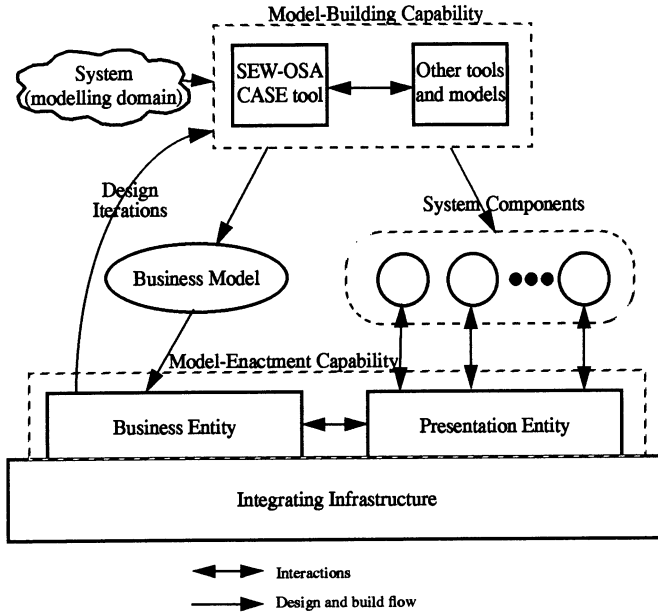 Model-Building Capability
System
(modelling domain)
SEW-OSA
CASE tool
Other tools
and models
Design
Iterations
System Components
Business Model
Model-Enactment Capability
Business Entity
Presentation Entity
Integrating Infrastructure
Interactions
Design and build flow